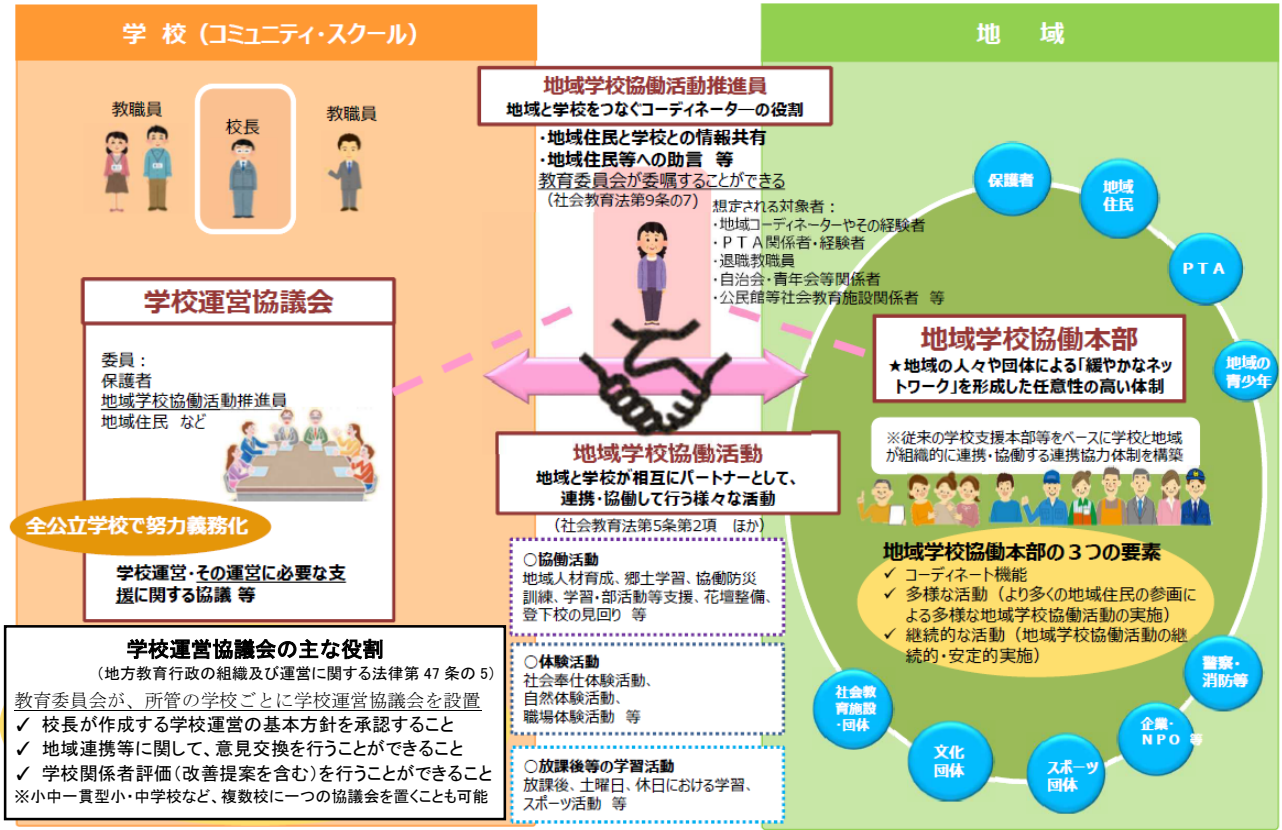 学 校 （コミュニティ・スクール）
地 域
教職員
校長
教職員
地域学校協働活動推進員
地域と学校をつなぐコーディネーターの役割
・地域住民と学校との情報共有
・地域住民等への助言 等
教育委員会が委嘱することができる
（社会教育法第9条の7）
想定される対象者：
・地域コーディネーターやその経験者
・ＰＴＡ関係者・経験者
・退職教職員
・自治会・青年会等関係者
・公民館等社会教育施設関係者 等
学校運営協議会
委員：
保護者
地域学校協働活動推進員
地域住民 など
全公立学校で努力義務化
学校運営・その運営に必要な支
援に関する協議 等
学校運営協議会の主な役割
（地方教育行政の組織及び運営に関する法律第 47 条の 5）
教育委員会が、所管の学校ごとに学校運営協議会を設置
✓ 校長が作成する学校運営の基本方針を承認すること
✓ 地域連携等に関して、意見交換を行うことができること
✓ 学校関係者評価（改善提案を含む）を行うことができること
※小中一貫型小・中学校など、複数校に一つの協議会を置くことも可能
地域学校協働活動
地域と学校が相互にパートナーとして、
連携・協働して行う様々な活動
（社会教育法第5条第2項 ほか）
○協働活動
地域人材育成、郷土学習、協働防災
訓練、学習・部活動等支援、花壇整備、
登下校の見回り 等
○体験活動
社会奉仕体験活動、
自然体験活動、
職場体験活動 等
○放課後等の学習活動
放課後、土曜日、休日における学習、
スポーツ活動 等
保護者
地域
住民
ＰＴＡ
地域の
青少年
地域学校協働本部
★地域の人々や団体による「緩やかなネッ
トワーク」を形成した任意性の高い体制
※従来の学校支援本部等をベースに学校と地域
が組織的に連携・協働する連携協力体制を構築
地域学校協働本部の３つの要素
✓ コーディネート機能
✓ 多様な活動（より多くの地域住民の参画に
よる多様な地域学校協働活動の実施）
✓ 継続的な活動（地域学校協働活動の継
続的・安定的実施）
警察・
消防等
企業・
ＮＰＯ 等
スポーツ
団体
文化
団体
社会教
育施設
・団体